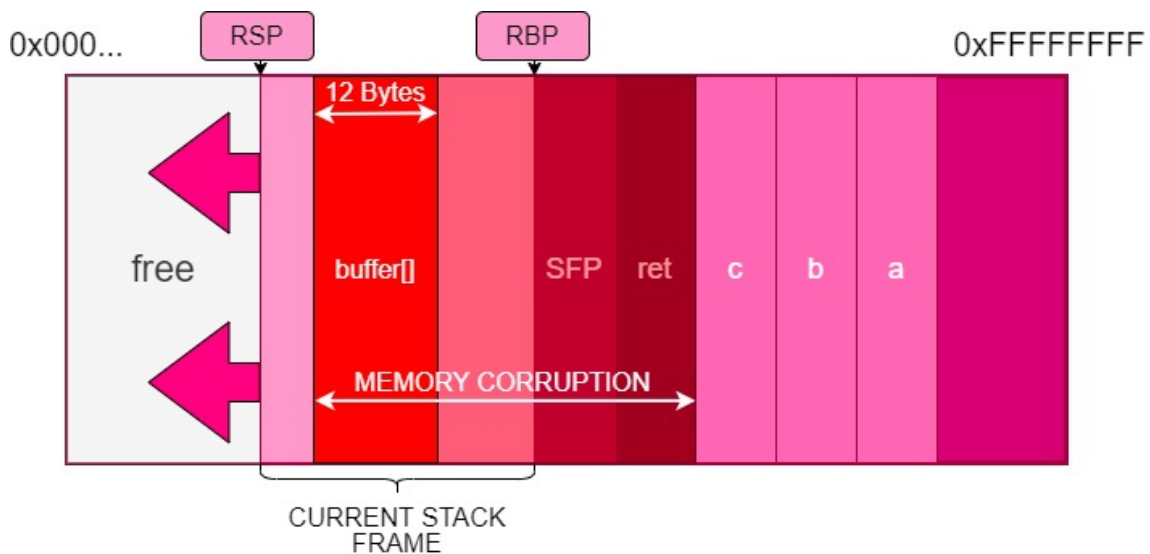 RSP
RBP
0x000...
0xFFFFFFFF
12 Bytes
free
buffer[]
SFP
ret
c
b
a
MEMORY CORRUPTION
CURRENT STACK
FRAME